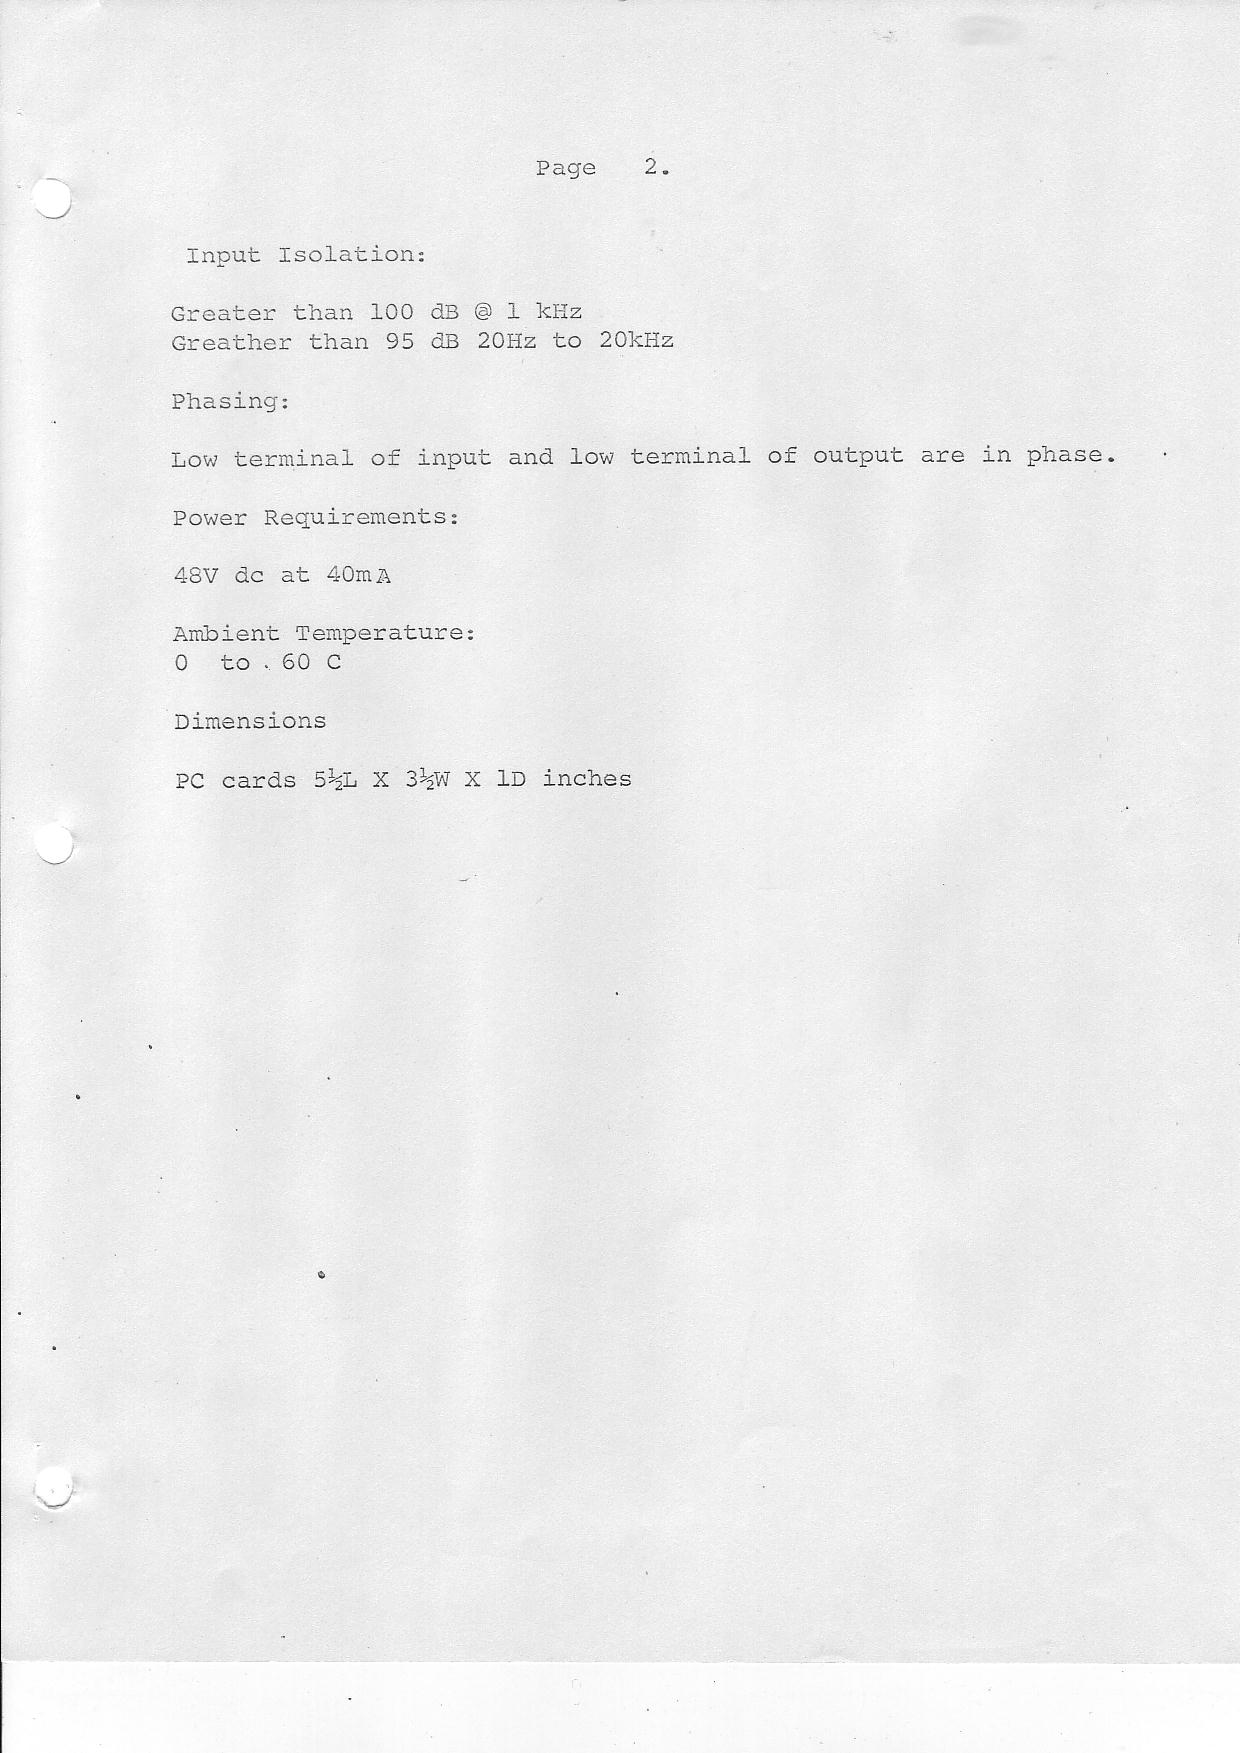 Page 2.
Input Isolation:
Greater than 100 dB @ 1 kHz
Greather than 95 dB 20Hz to 20kHz
Phasing:
Low terminal of input and low terminal of output are in phase.
Power Requirements:
48V dc at 40mA
Ambient Temperature:
0 to . 60 C
Dimensions
PC cards 5½L X 3½W X 1D inches